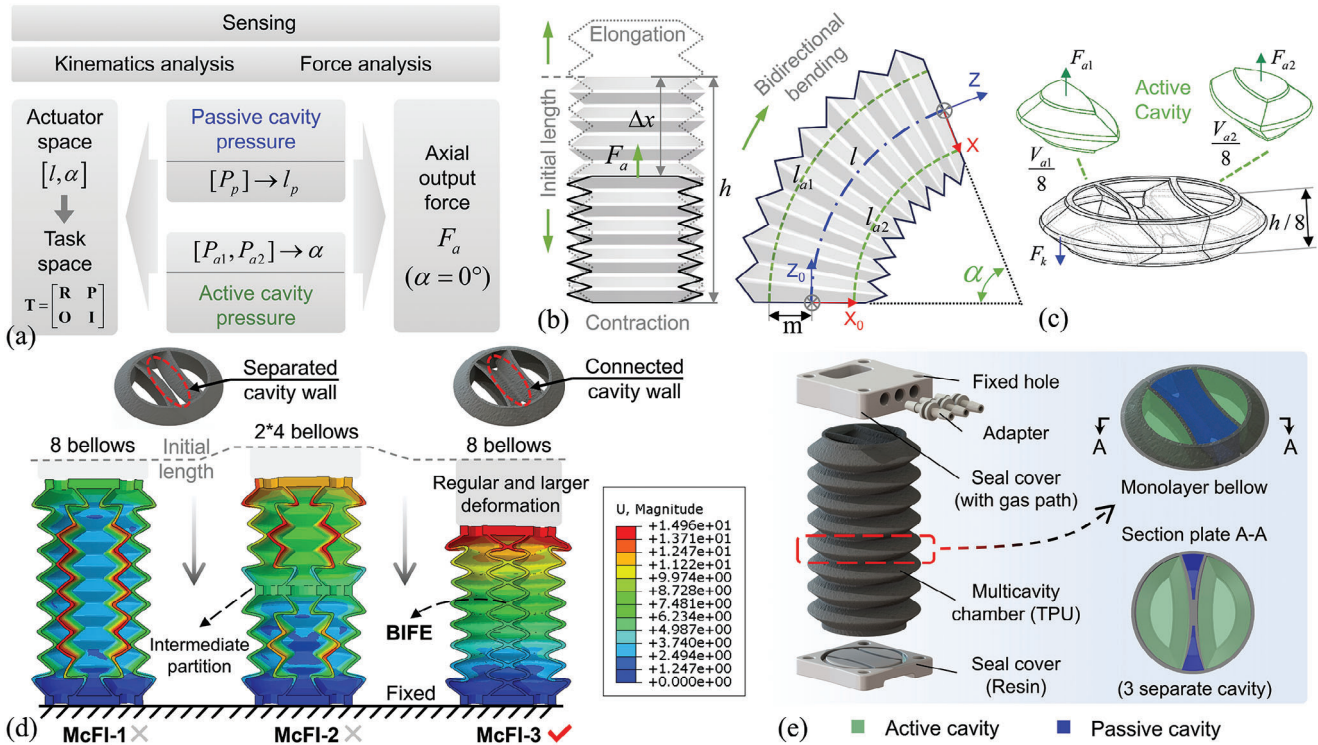 Sensing
Kinematics analysis
Force analysis
Actuator
space
[l, α]
Task
space
T = [R P
O I]
Passive cavity
pressure
[P_p] → l_p
[P_a1, P_a2] → α
Active cavity
pressure
Axial
output
force
F_a
(α = 0°)
(a)
Elongation
Initial length
Δx
F_a
h
Contraction
(b)
Bidirectional
bending
Z
X
l
l_a1
l_a2
Z_0
X_0
m
α
F_a1
F_a2
Active
Cavity
V_a1
8
V_a2
8
h/8
F_k
(c)
Separated
cavity wall
Connected
cavity wall
8 bellows
Initial
length
2*4 bellows
8 bellows
Regular and larger
deformation
Intermediate
partition
BIFE
Fixed
U, Magnitude
+1.496e+01
+1.371e+01
+1.247e+01
+1.122e+01
+9.974e+00
+8.728e+00
+7.481e+00
+6.234e+00
+4.987e+00
+3.740e+00
+2.494e+00
+1.247e+00
+0.000e+00
(d)
McFI-1
McFI-2
McFI-3
Fixed hole
Adapter
Seal cover
(with gas path)
Multicavity
chamber (TPU)
Seal cover
(Resin)
A
A
Monolayer bellow
Section plate A-A
(3 separate cavity)
(e)
Active cavity
Passive cavity